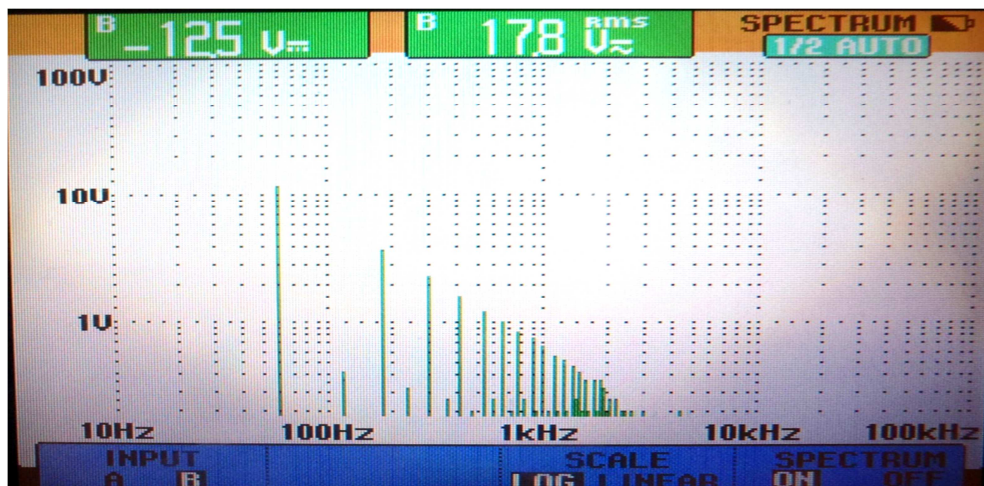 B -12.5 V⎓ B 17.8 rms V≂ SPECTRUM
1/2 AUTO
100V
10V
1V
10Hz 100Hz 1kHz 10kHz 100kHz
INPUT SCALE SPECTRUM
A B LOG LINEAR ON OFF